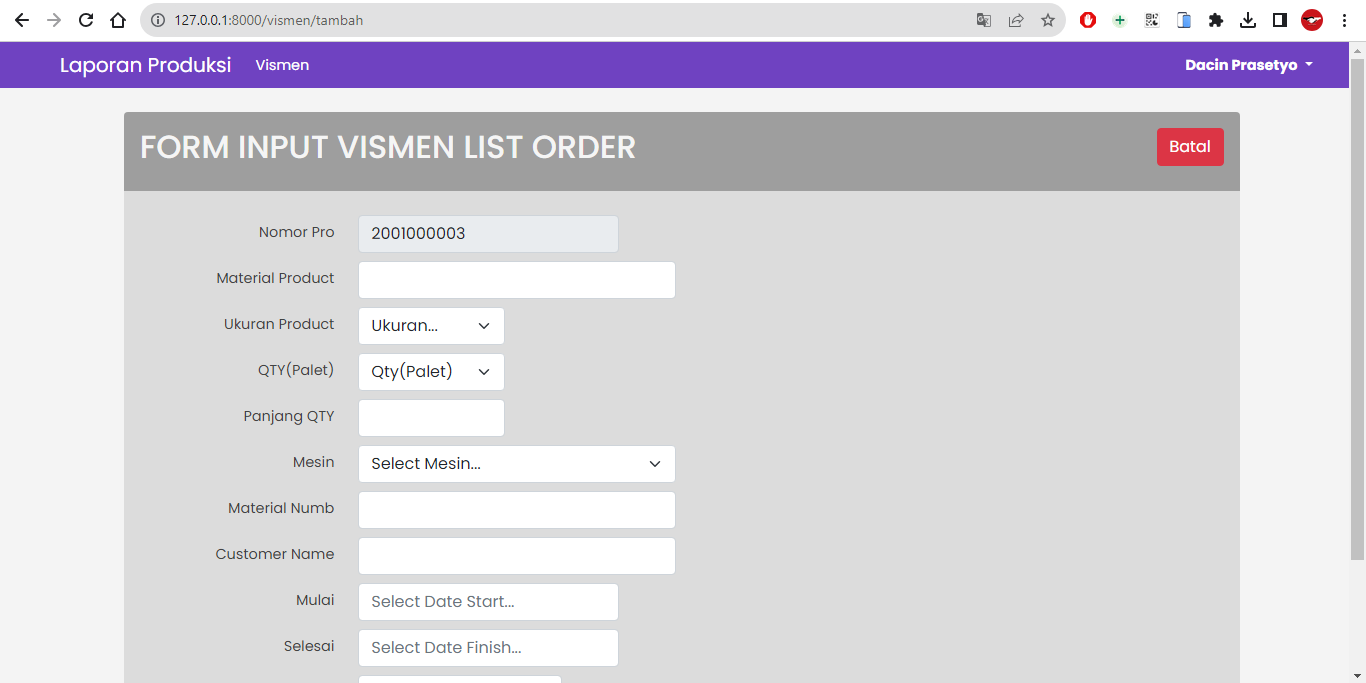 127.0.0.1:8000/vismen/tambah
Laporan Produksi Vismen Dacin Prasetyo
FORM INPUT VISMEN LIST ORDER Batal
Nomor Pro 2001000003
Material Product
Ukuran Product Ukuran...
QTY(Palet) Qty(Palet)
Panjang QTY
Mesin Select Mesin...
Material Numb
Customer Name
Mulai Select Date Start...
Selesai Select Date Finish...